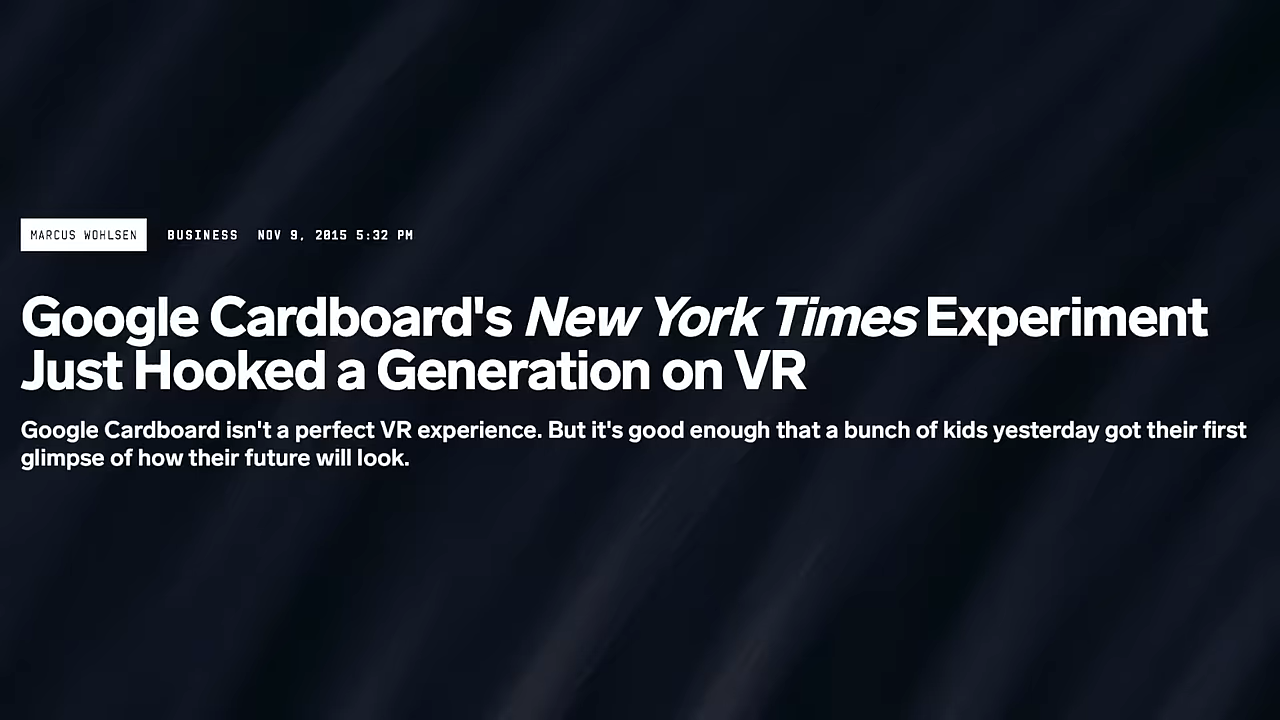 MARCUS WOHLSEN BUSINESS NOV 9, 2015 5:32 PM
Google Cardboard's New York Times Experiment
Just Hooked a Generation on VR
Google Cardboard isn't a perfect VR experience. But it's good enough that a bunch of kids yesterday got their first
glimpse of how their future will look.